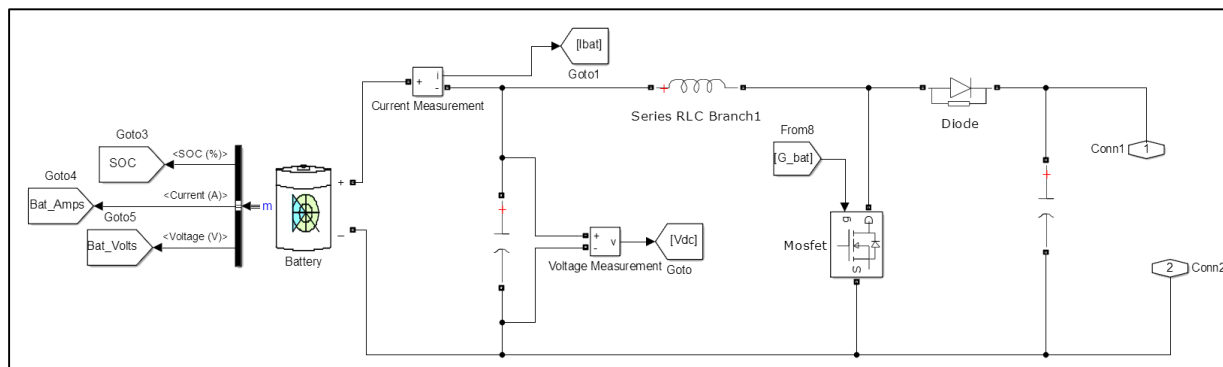 [Ibat]
Goto1
+
i
-
Current Measurement
Series RLC Branch1
Diode
From8
[G_bat]
Conn1
1
Goto3
SOC
<SOC (%)>
Goto4
Bat_Amps
<Current (A)>
m
Goto5
Bat_Volts
<Voltage (V)>
+
–
Battery
+
-
v
Voltage Measurement
[Vdc]
Goto
g
D
S
Mosfet
+
+
+
2
Conn2